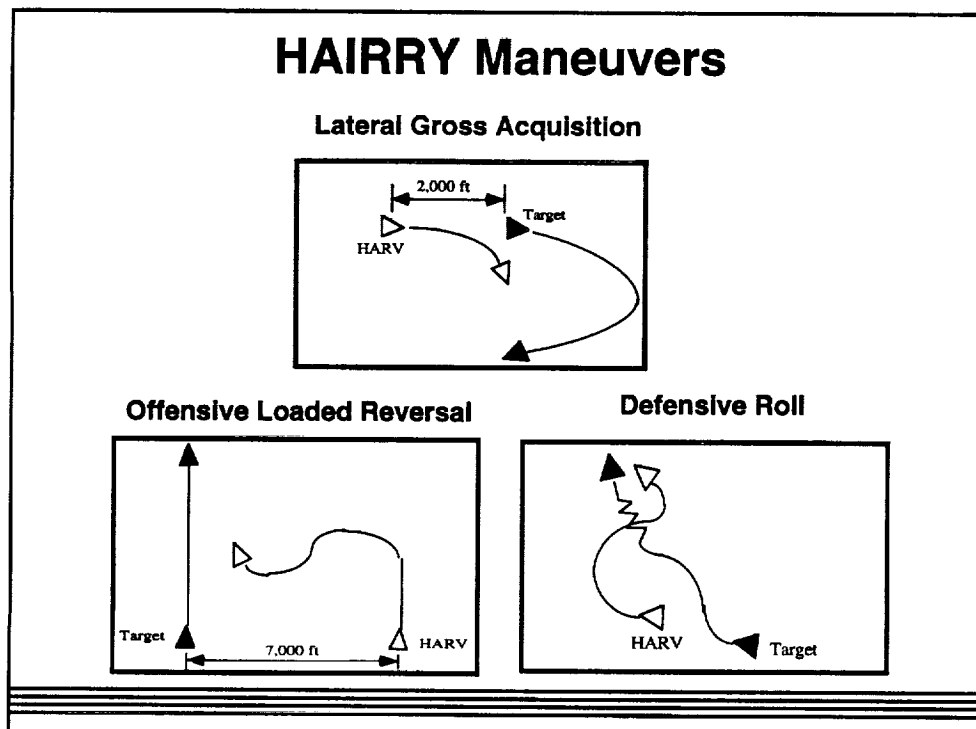 HAIRRY Maneuvers
Lateral Gross Acquisition
2,000 ft
Target
HARV
Offensive Loaded Reversal
Target
7,000 ft
HARV
Defensive Roll
HARV
Target